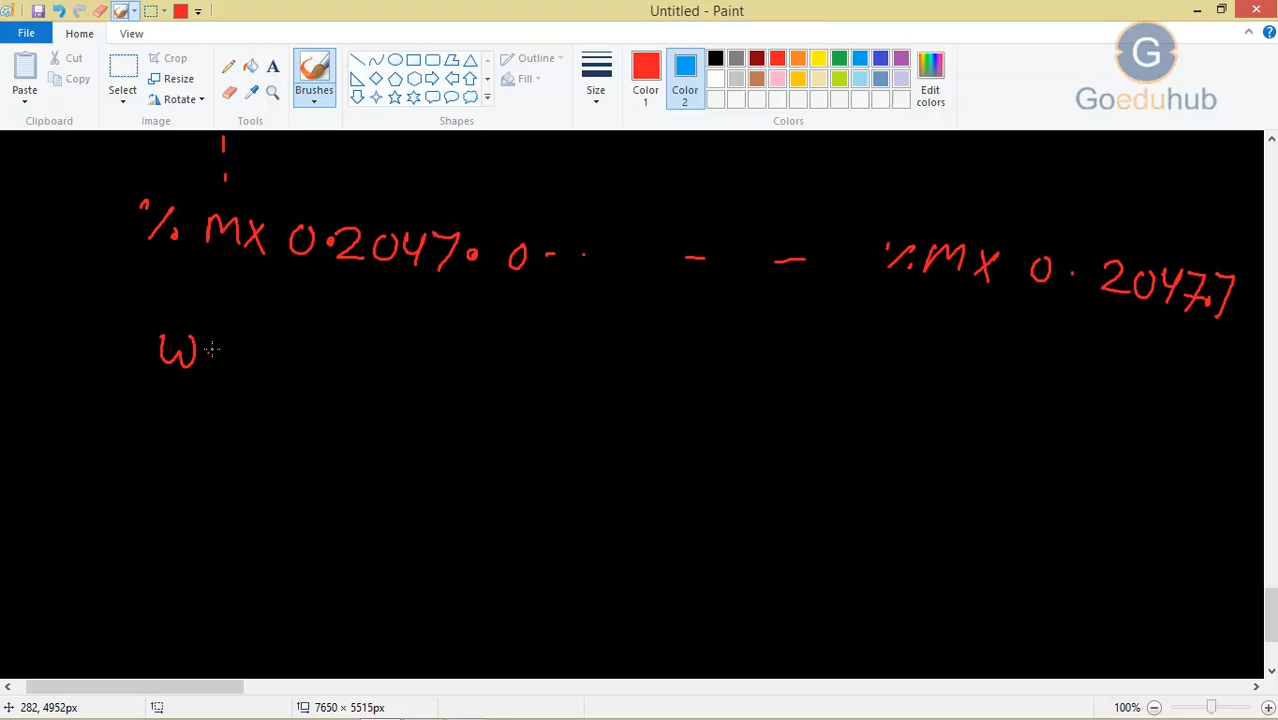 Untitled - Paint
File Home View
Paste Cut Copy Select Crop Resize Rotate Brushes Outline Fill Size Color 1 Color 2 Edit colors
Clipboard Image Tools Shapes Colors
G
Goeduhub
% MX 0.2047.0 - - - - %MX 0.2047.7
W
282, 4952px 7650 × 5515px 100%